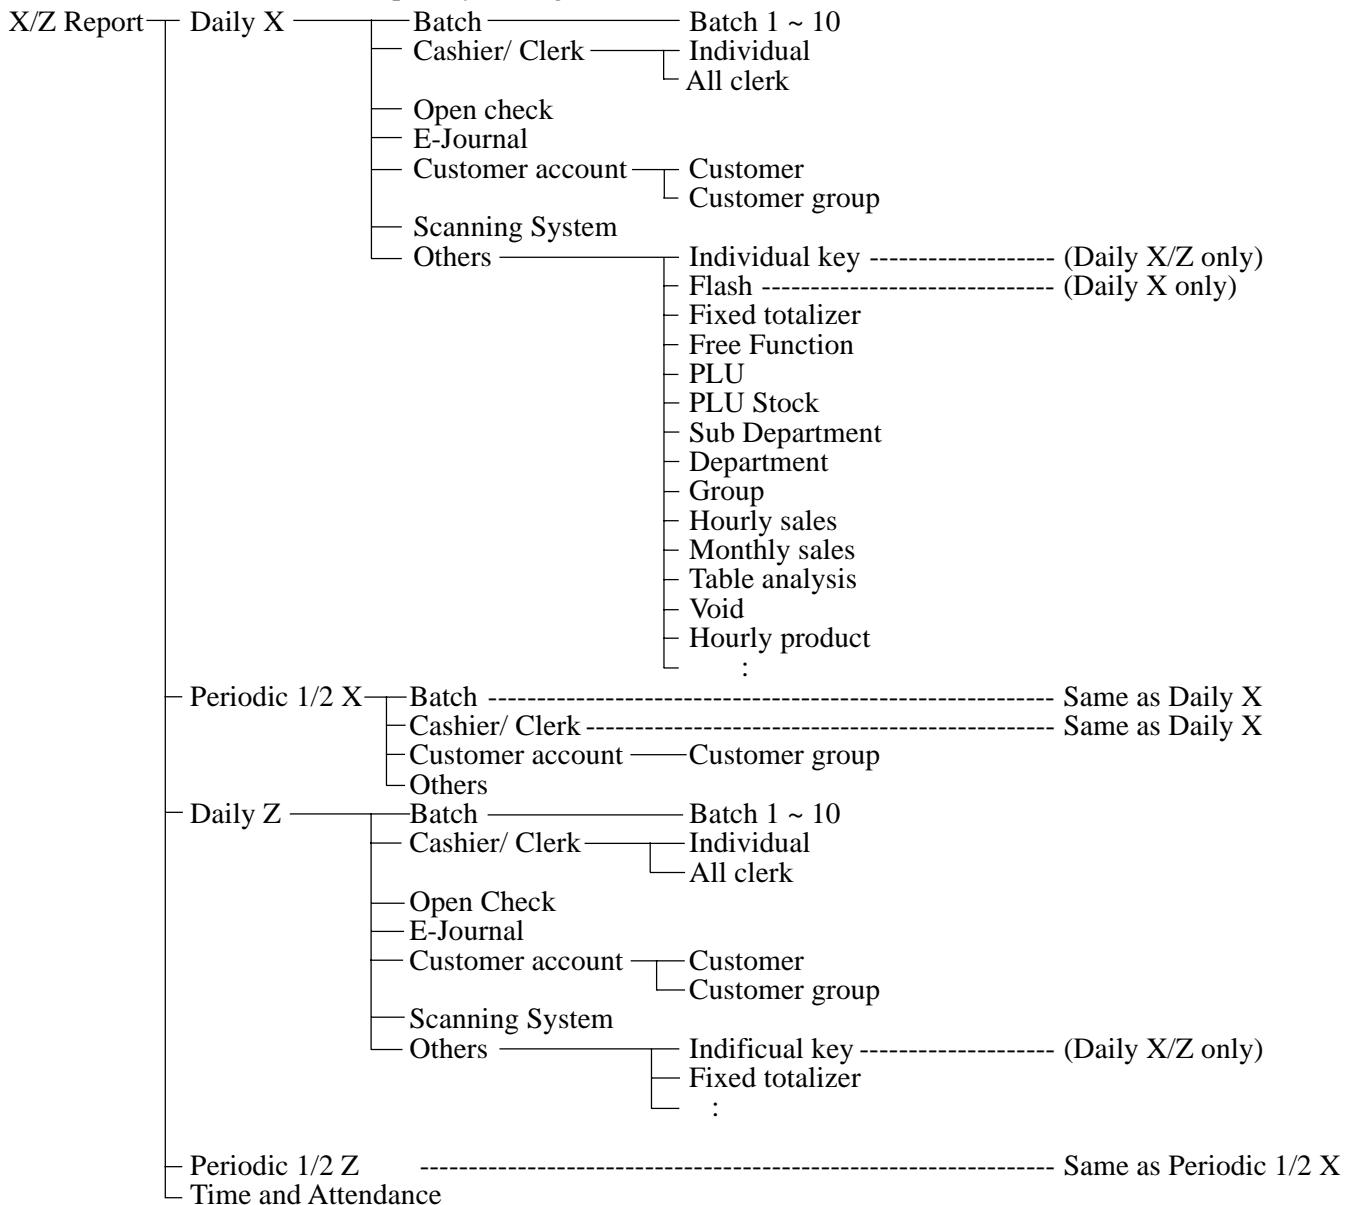 X/Z Report Daily X Batch Batch 1 ~ 10
Cashier/ Clerk Individual
All clerk
Open check
E-Journal
Customer account Customer
Customer group
Scanning System
Others Individual key ------------------- (Daily X/Z only)
Flash ------------------------------ (Daily X only)
Fixed totalizer
Free Function
PLU
PLU Stock
Sub Department
Department
Group
Hourly sales
Monthly sales
Table analysis
Void
Hourly product
:
Periodic 1/2 X Batch ---------------------------------------------------------- Same as Daily X
Cashier/ Clerk ------------------------------------------------ Same as Daily X
Customer account Customer group
Others
Daily Z Batch Batch 1 ~ 10
Cashier/ Clerk Individual
All clerk
Open Check
E-Journal
Customer account Customer
Customer group
Scanning System
Others Indificual key -------------------- (Daily X/Z only)
Fixed totalizer
:
Periodic 1/2 Z ----------------------------------------------------------------- Same as Periodic 1/2 X
Time and Attendance